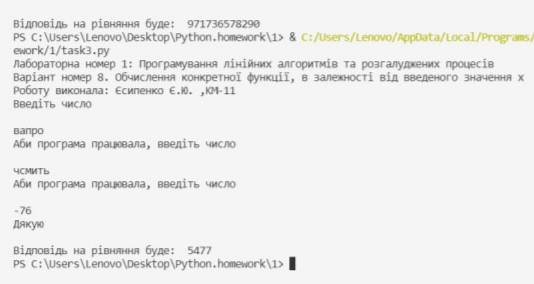 Відповідь на рівняння буде:  971736578290
PS C:\Users\Lenovo\Desktop\Python.homework\1> & C:/Users/Lenovo/AppData/Local/Programs/
ework/1/task3.py
Лабораторна номер 1: Програмування лінійних алгоритмів та розгалуджених процесів
Варіант номер 8. Обчислення конкретної функції, в залежності від введеного значення x
Роботу виконала: Єсипенко Є.Ю. ,КМ-11
Введіть число
вапро
Аби програма працювала, введіть число
чсмить
Аби програма працювала, введіть число
-76
Дякую
Відповідь на рівняння буде:  5477
PS C:\Users\Lenovo\Desktop\Python.homework\1>